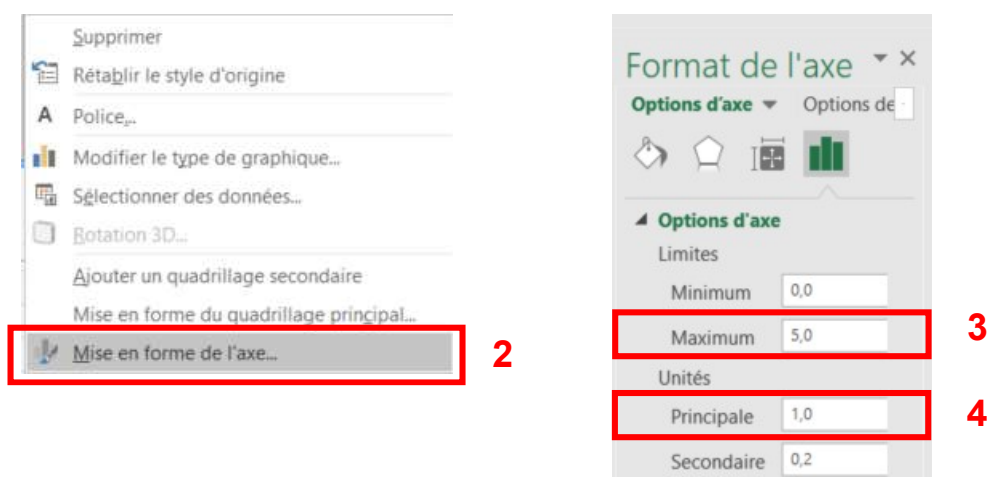 Supprimer
Rétablir le style d'origine
A Police...
Modifier le type de graphique...
Sélectionner des données...
Rotation 3D...
Ajouter un quadrillage secondaire
Mise en forme du quadrillage principal...
Mise en forme de l'axe...
2
Format de l'axe
Options d'axe Options de
Options d'axe
Limites
Minimum 0,0
Maximum 5,0
3
Unités
Principale 1,0
4
Secondaire 0,2